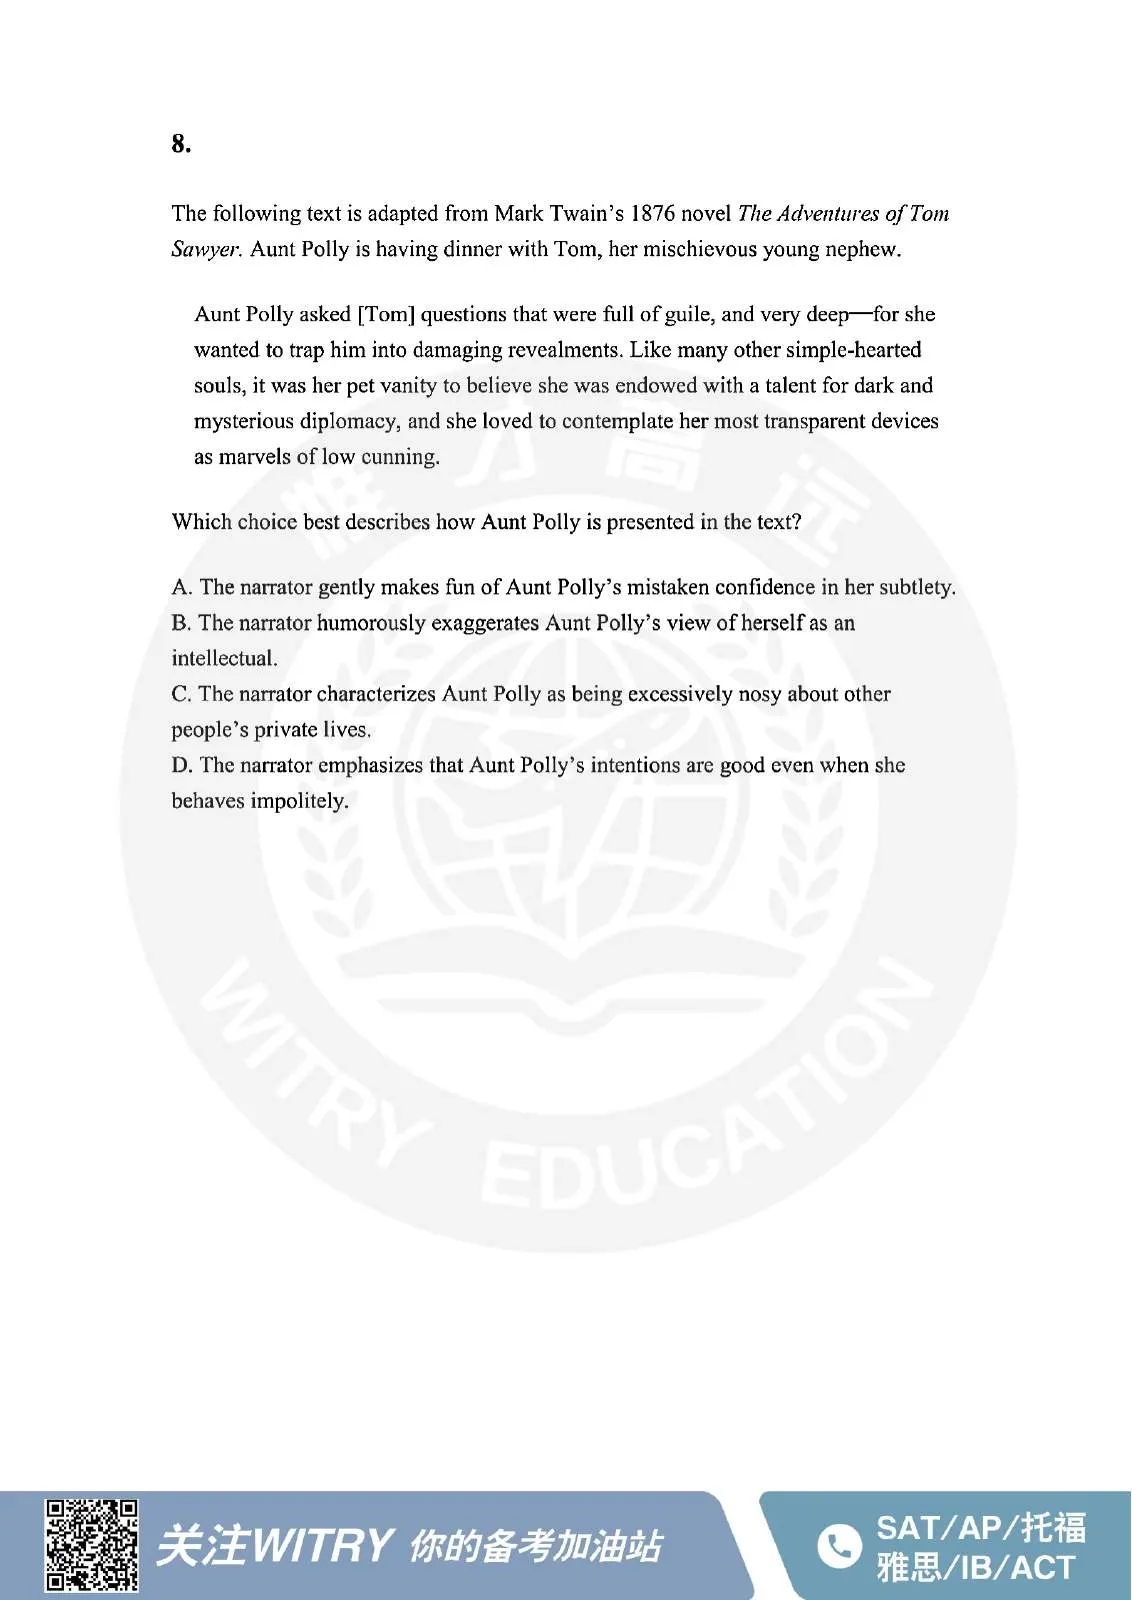 8.
The following text is adapted from Mark Twain's 1876 novel The Adventures of Tom
Sawyer. Aunt Polly is having dinner with Tom, her mischievous young nephew.
Aunt Polly asked [Tom] questions that were full of guile, and very deep—for she
wanted to trap him into damaging revealments. Like many other simple-hearted
souls, it was her pet vanity to believe she was endowed with a talent for dark and
mysterious diplomacy, and she loved to contemplate her most transparent devices
as marvels of low cunning.
Which choice best describes how Aunt Polly is presented in the text?
A. The narrator gently makes fun of Aunt Polly's mistaken confidence in her subtlety.
B. The narrator humorously exaggerates Aunt Polly's view of herself as an
intellectual.
C. The narrator characterizes Aunt Polly as being excessively nosy about other
people's private lives.
D. The narrator emphasizes that Aunt Polly's intentions are good even when she
behaves impolitely.
惟才高远
WITRY EDUCATION
关注WITRY 你的备考加油站
SAT/AP/托福
雅思/IB/ACT